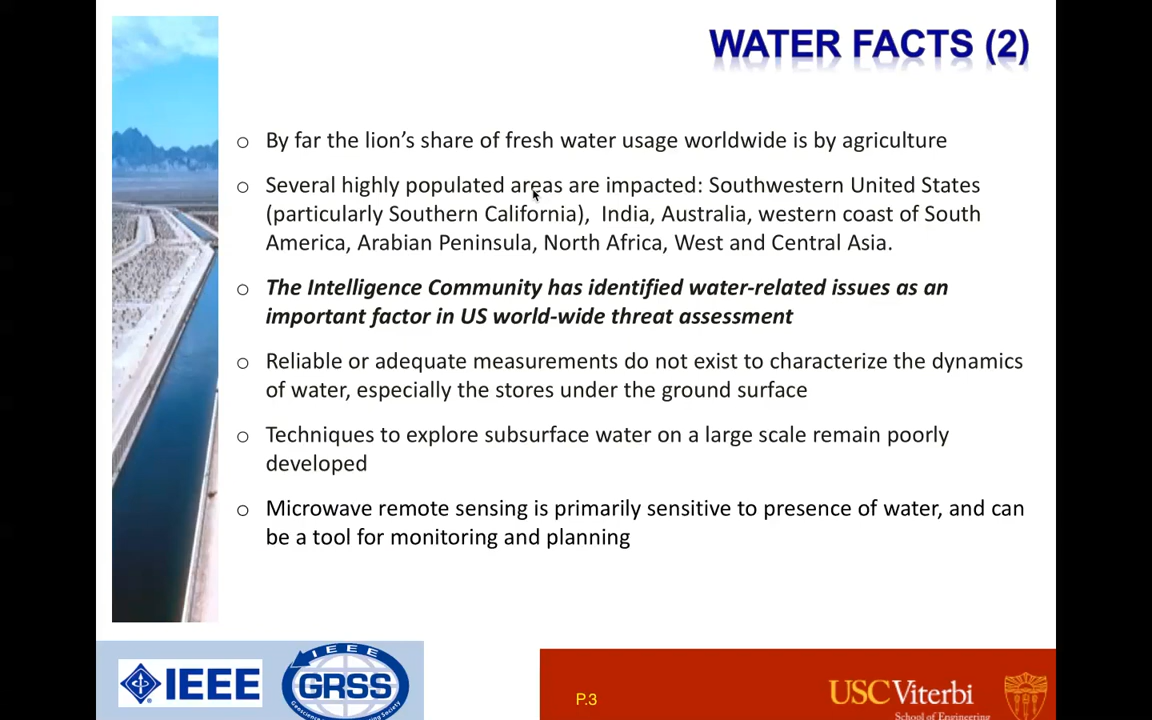 WATER FACTS (2)
o By far the lion's share of fresh water usage worldwide is by agriculture
o Several highly populated areas are impacted: Southwestern United States
(particularly Southern California), India, Australia, western coast of South
America, Arabian Peninsula, North Africa, West and Central Asia.
o The Intelligence Community has identified water-related issues as an
important factor in US world-wide threat assessment
o Reliable or adequate measurements do not exist to characterize the dynamics
of water, especially the stores under the ground surface
o Techniques to explore subsurface water on a large scale remain poorly
developed
o Microwave remote sensing is primarily sensitive to presence of water, and can
be a tool for monitoring and planning
IEEE
IEEE
GRSS
P.3
USC Viterbi
School of Engineering